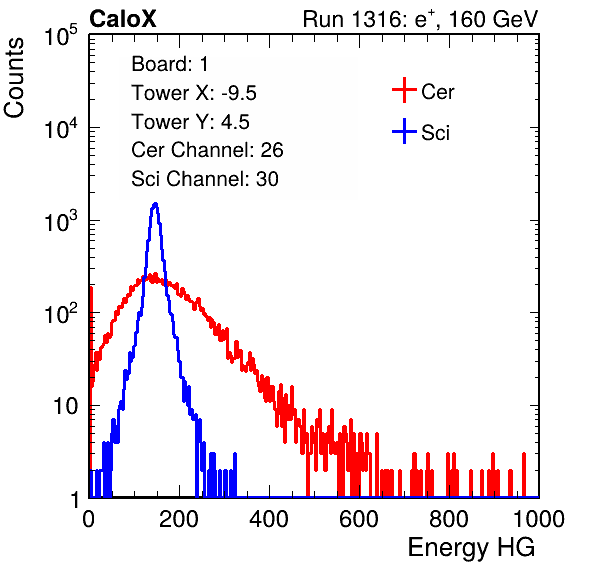 CaloX Run 1316: e⁺, 160 GeV
Counts
10⁵
10⁴
10³
10²
10
1
Board: 1
Tower X: -9.5
Tower Y: 4.5
Cer Channel: 26
Sci Channel: 30
Cer
Sci
0 200 400 600 800 1000
Energy HG